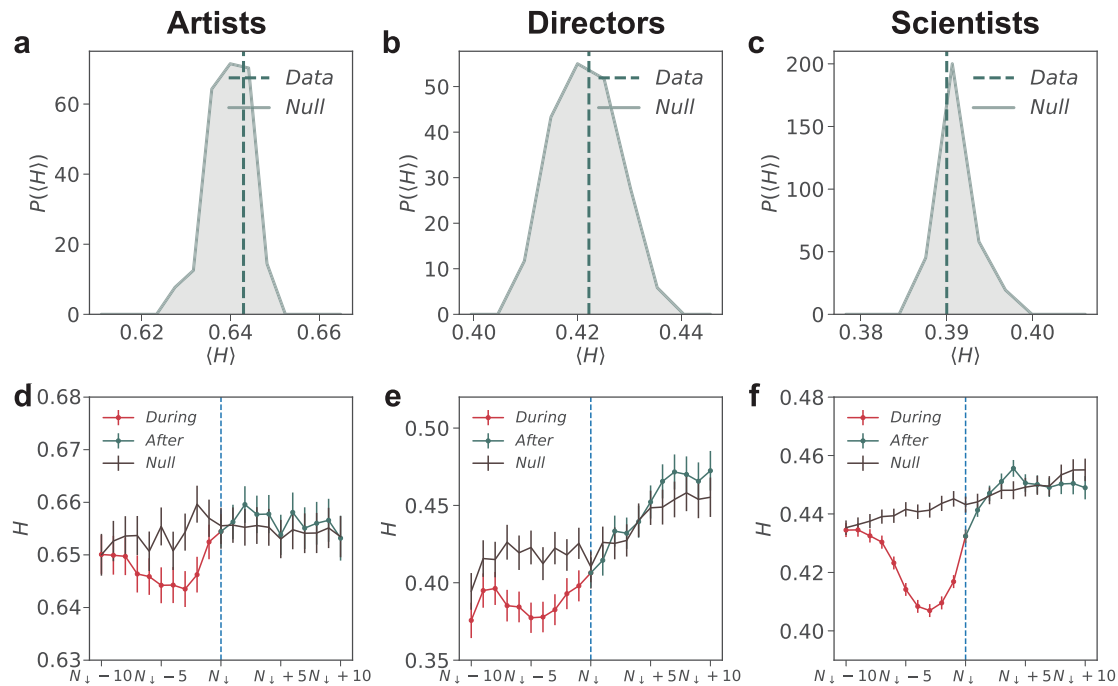 Artists
Directors
Scientists
a
b
c
60
40
20
0
P(⟨H⟩)
Data
Null
0.62
0.64
0.66
⟨H⟩
50
40
30
20
10
0
P(⟨H⟩)
Data
Null
0.40
0.42
0.44
⟨H⟩
200
150
100
50
0
P(⟨H⟩)
Data
Null
0.38
0.39
0.40
⟨H⟩
d
e
f
0.68
0.67
0.66
0.65
0.64
0.63
H
During
After
Null
N↓ − 10 N↓ − 5 N↓ N↓ + 5 N↓ + 10
0.50
0.45
0.40
0.35
H
During
After
Null
N↓ − 10 N↓ − 5 N↓ N↓ + 5 N↓ + 10
0.48
0.46
0.44
0.42
0.40
H
During
After
Null
N↓ − 10 N↓ − 5 N↓ N↓ + 5 N↓ + 10